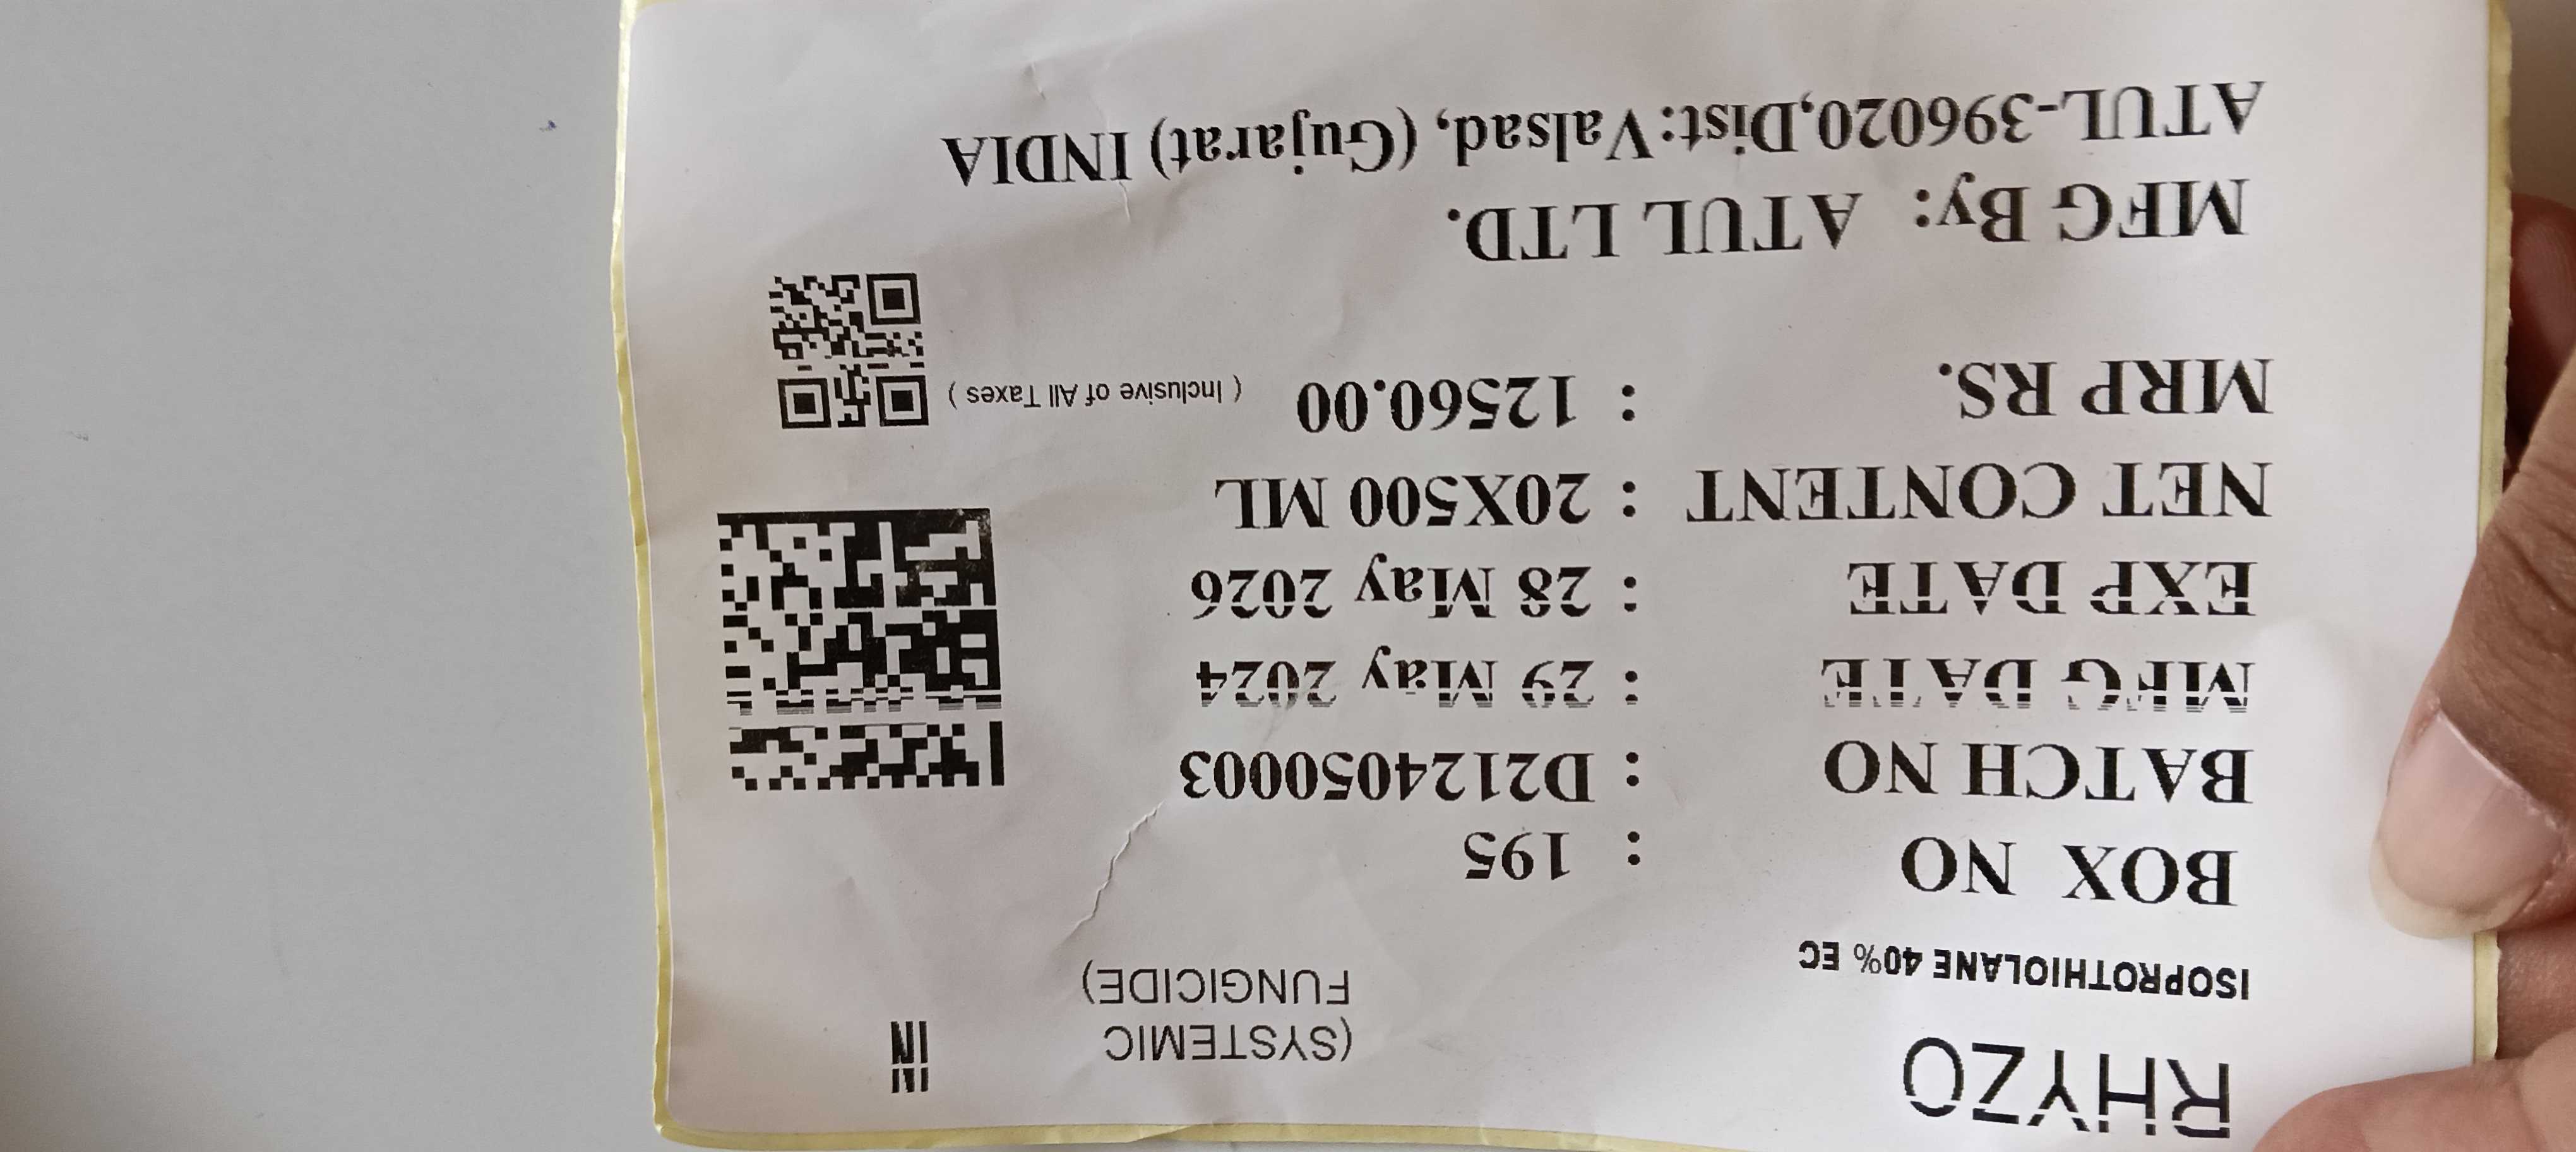 RHYZO
(SYSTEMIC
FUNGICIDE)
ISOPROTHIOLANE 40% EC
BOX NO : 195
BATCH NO : D2124050003
MFG DATE : 29 May 2024
EXP DATE : 28 May 2026
NET CONTENT : 20X500 ML
MRP RS. : 12560.00 ( Inclusive of All Taxes )
MFG By: ATUL LTD.
ATUL-396020,Dist:Valsad, (Gujarat) INDIA